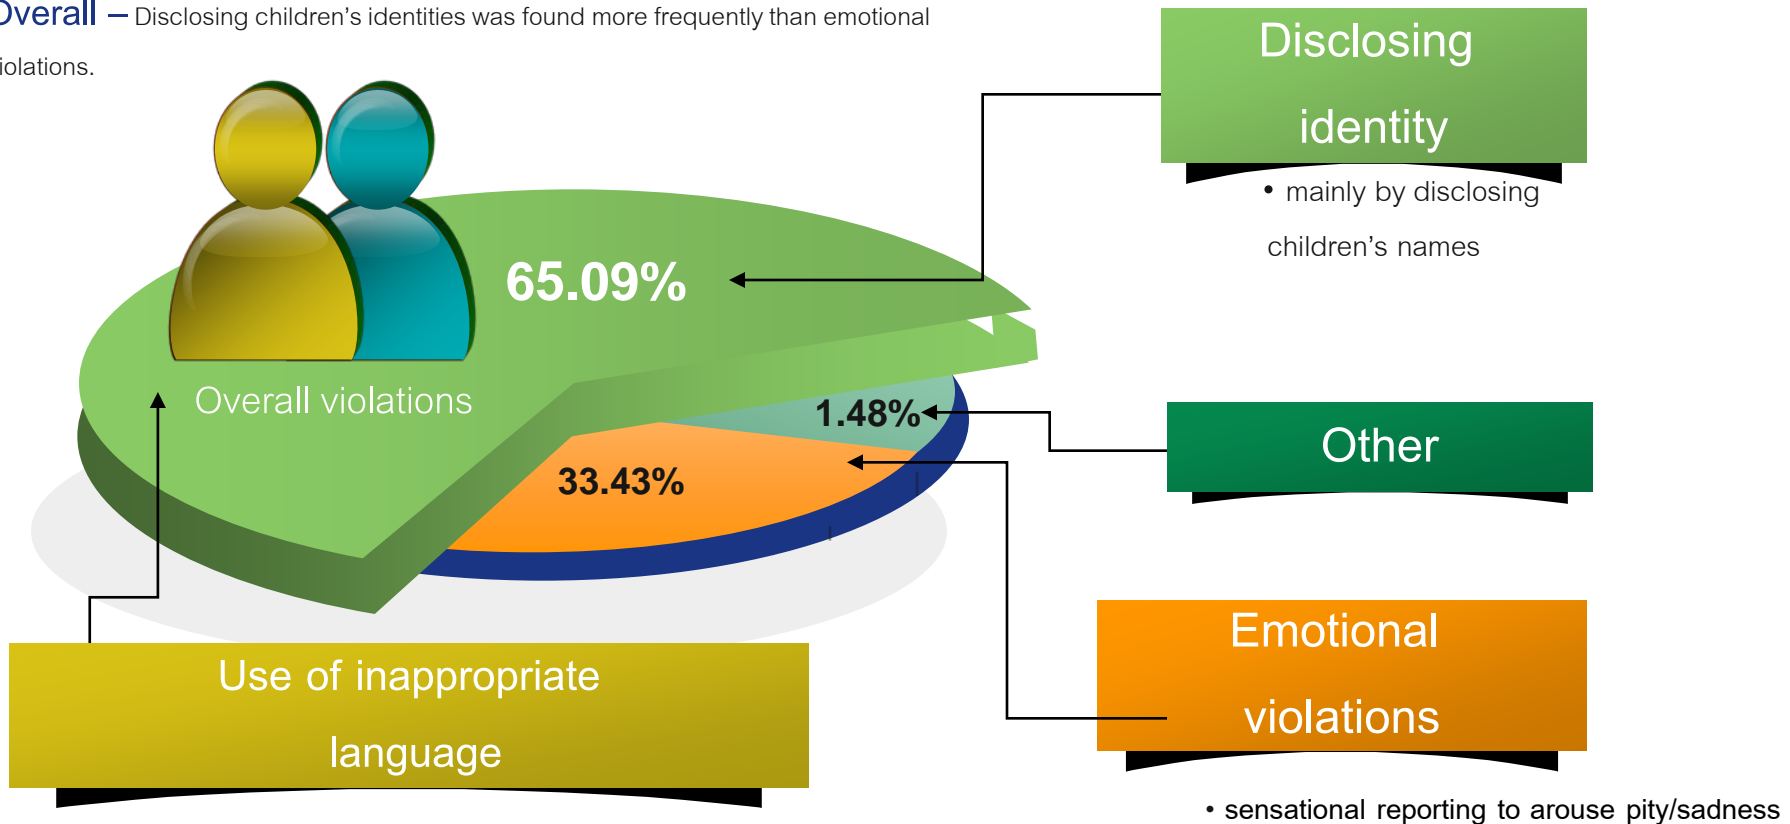 Overall – Disclosing children's identities was found more frequently than emotional
violations.
Disclosing
identity
• mainly by disclosing
children's names
65.09%
Overall violations
1.48%
Other
33.43%
Emotional
violations
Use of inappropriate
language
• sensational reporting to arouse pity/sadness